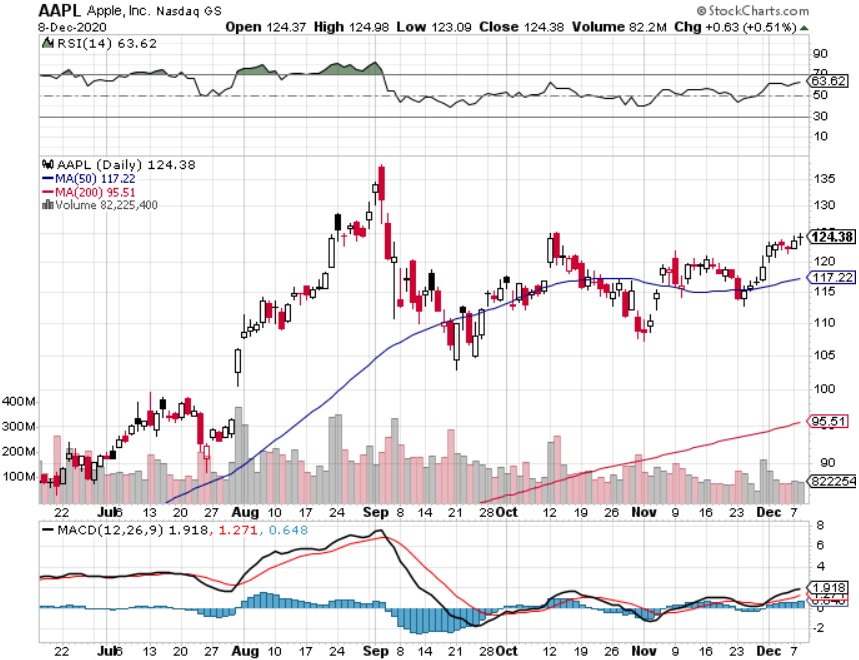 AAPL Apple, Inc. Nasdaq GS © StockCharts.com
8-Dec-2020 Open 124.37 High 124.98 Low 123.09 Close 124.38 Volume 82.2M Chg +0.63 (+0.51%)
RSI(14) 63.62
90
70
63.62
50
30
10
AAPL (Daily) 124.38
MA(50) 117.22
MA(200) 95.51
Volume 82,225,400
135
130
124.38
120
117.22
115
110
105
100
95.51
90
822254
400M
300M
200M
100M
22 Jul 6 13 20 27 Aug 10 17 24 Sep 8 14 21 28 Oct 12 19 26 Nov 9 16 23 Dec 7
MACD(12,26,9) 1.918, 1.271, 0.648
8
6
4
1.918
1.271
0.648
0
-2
22 Jul 6 13 20 27 Aug 10 17 24 Sep 8 14 21 28 Oct 12 19 26 Nov 9 16 23 Dec 7